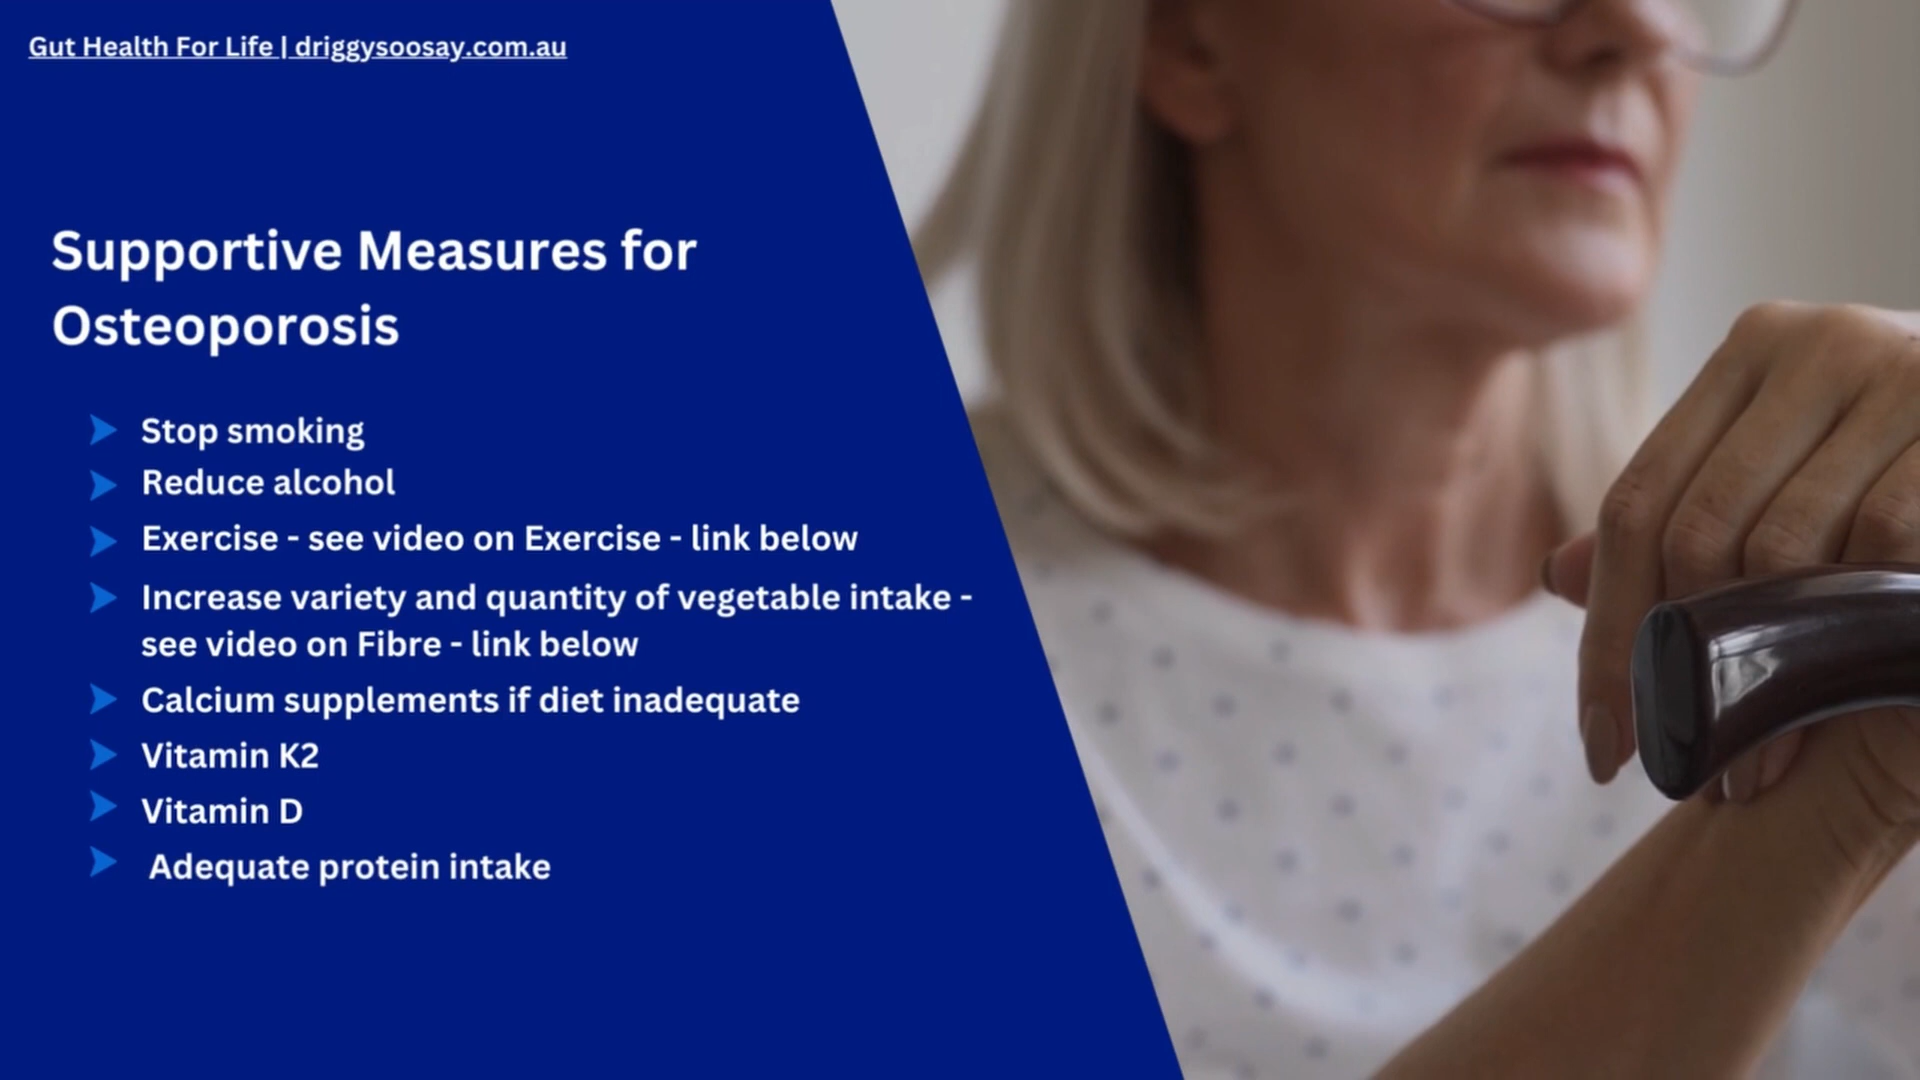 Gut Health For Life | driggysoosay.com.au
Supportive Measures for
Osteoporosis
Stop smoking
Reduce alcohol
Exercise - see video on Exercise - link below
Increase variety and quantity of vegetable intake -
see video on Fibre - link below
Calcium supplements if diet inadequate
Vitamin K2
Vitamin D
Adequate protein intake